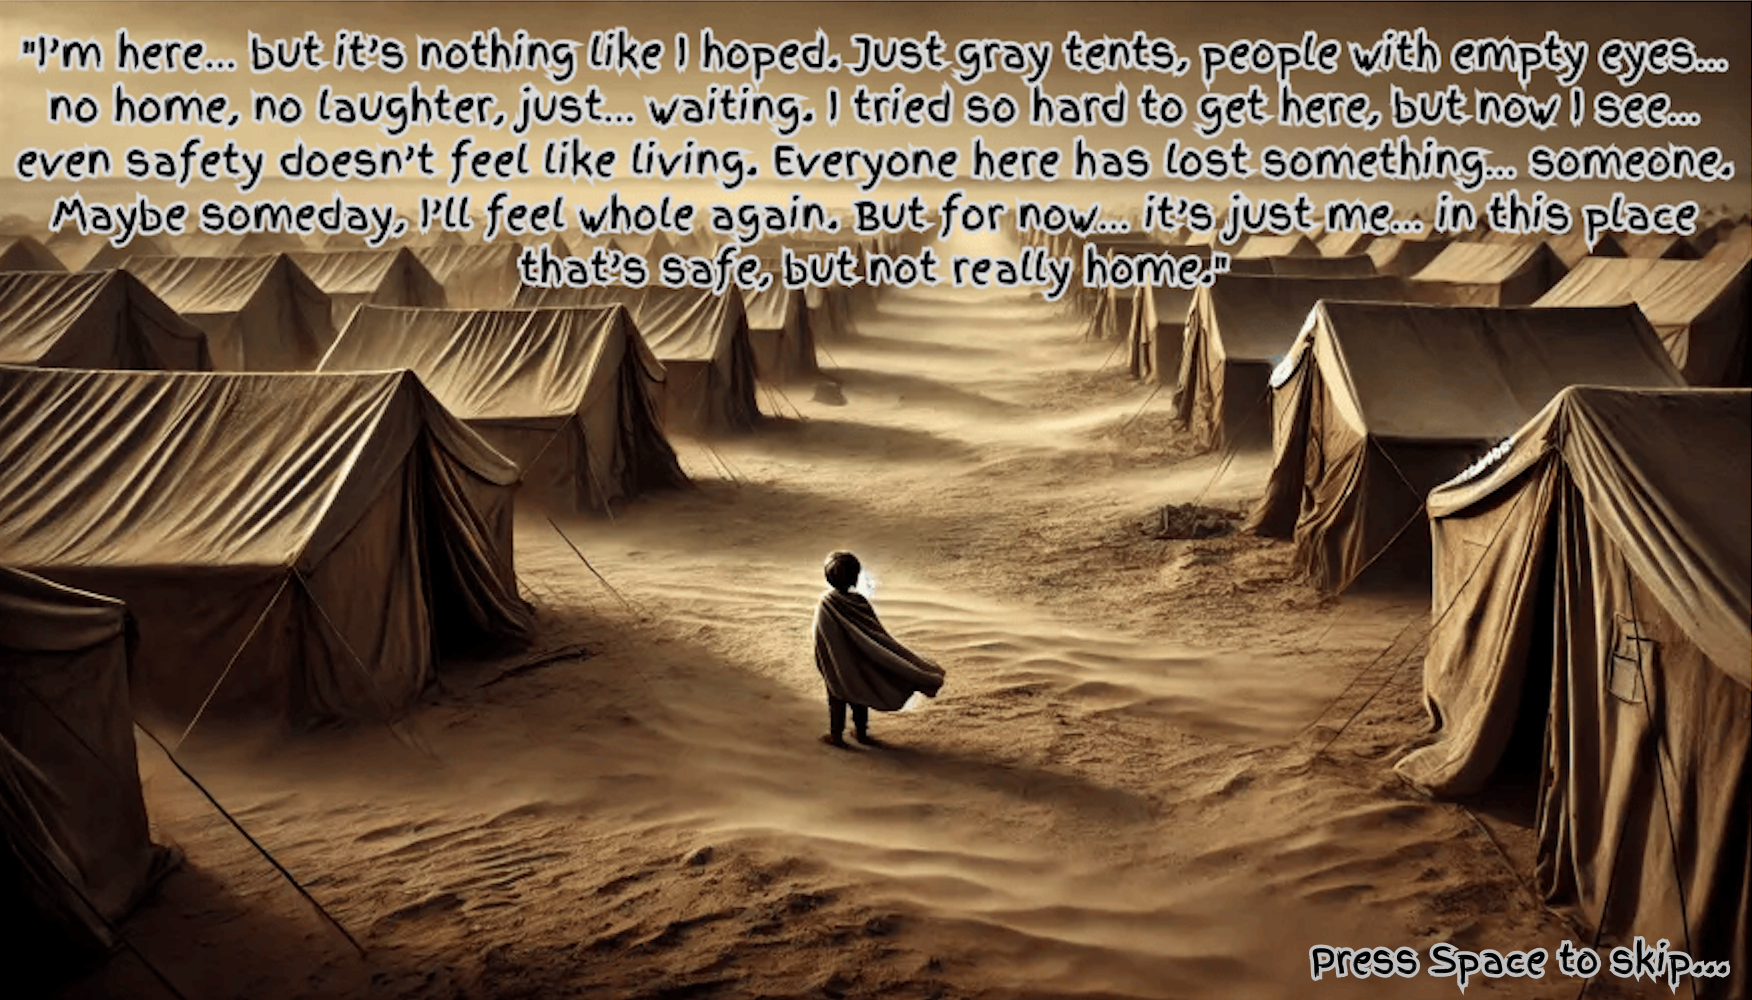 "I'm here... but it's nothing like I hoped. Just gray tents, people with empty eyes...
no home, no laughter, just... waiting. I tried so hard to get here, but now I see...
even safety doesn't feel like living. Everyone here has lost something... someone.
Maybe someday, I'll feel whole again. But for now... it's just me... in this place
that's safe, but not really home."
Press Space to skip...